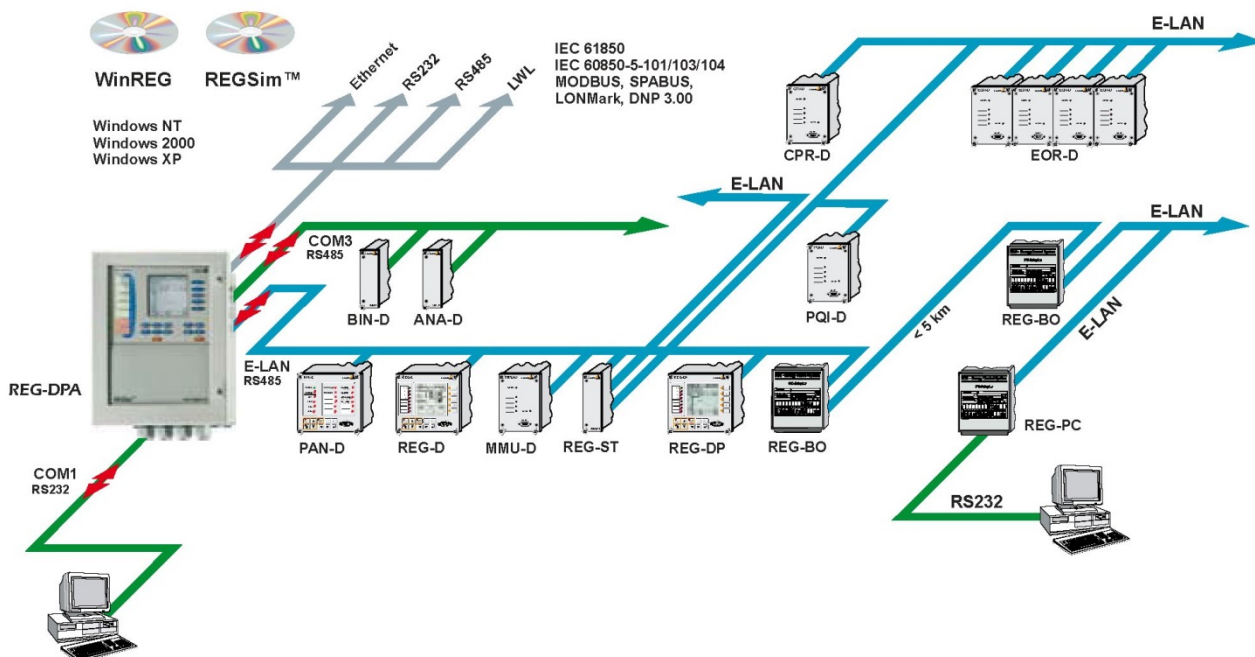 WinREG
REGSim™
Windows NT
Windows 2000
Windows XP
Ethernet
RS232
RS485
LWL
IEC 61850
IEC 60850-5-101/103/104
MODBUS, SPABUS,
LONMark, DNP 3.00
E-LAN
CPR-D
EOR-D
E-LAN
E-LAN
COM3
RS485
BIN-D
ANA-D
PQI-D
< 5 km
REG-BO
E-LAN
E-LAN
RS485
REG-DPA
PAN-D
REG-D
MMU-D
REG-ST
REG-DP
REG-BO
REG-PC
COM1
RS232
RS232